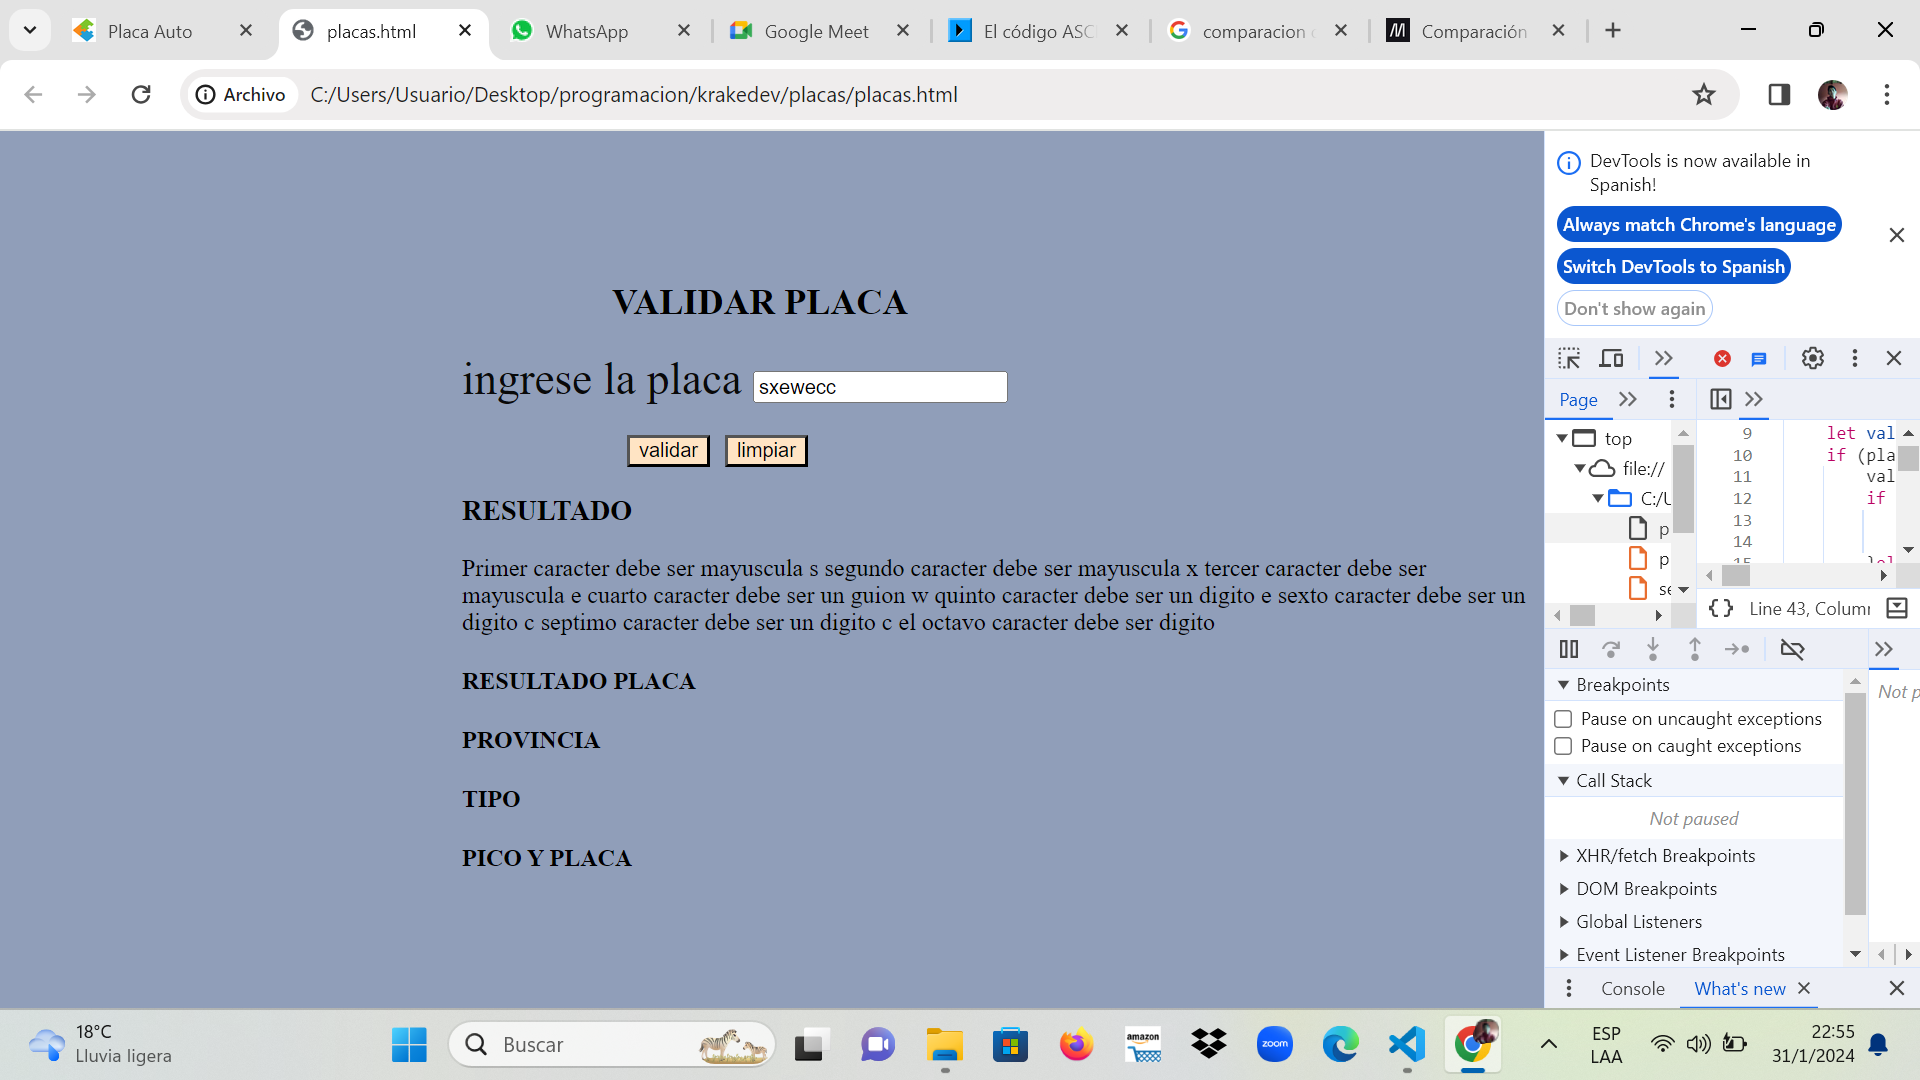 Placa Auto
placas.html
WhatsApp
Google Meet
El código ASC
comparacion
Comparación
Archivo
C:/Users/Usuario/Desktop/programacion/krakedev/placas/placas.html
VALIDAR PLACA
ingrese la placa sxewecc
validar limpiar
RESULTADO
Primer caracter debe ser mayuscula s segundo caracter debe ser mayuscula x tercer caracter debe ser
mayuscula e cuarto caracter debe ser un guion w quinto caracter debe ser un digito e sexto caracter debe ser un
digito c septimo caracter debe ser un digito c el octavo caracter debe ser digito
RESULTADO PLACA
PROVINCIA
TIPO
PICO Y PLACA
DevTools is now available in
Spanish!
Always match Chrome's language
Switch DevTools to Spanish
Don't show again
Page
top
file://
C:/U
p
p
se
9 let val
10 if (pla
11 val
12 if
13
14
{ } Line 43, Colum
Breakpoints
Not p
Pause on uncaught exceptions
Pause on caught exceptions
Call Stack
Not paused
XHR/fetch Breakpoints
DOM Breakpoints
Global Listeners
Event Listener Breakpoints
Console What's new
18°C
Lluvia ligera
Buscar
amazon
zoom
ESP
LAA
22:55
31/1/2024